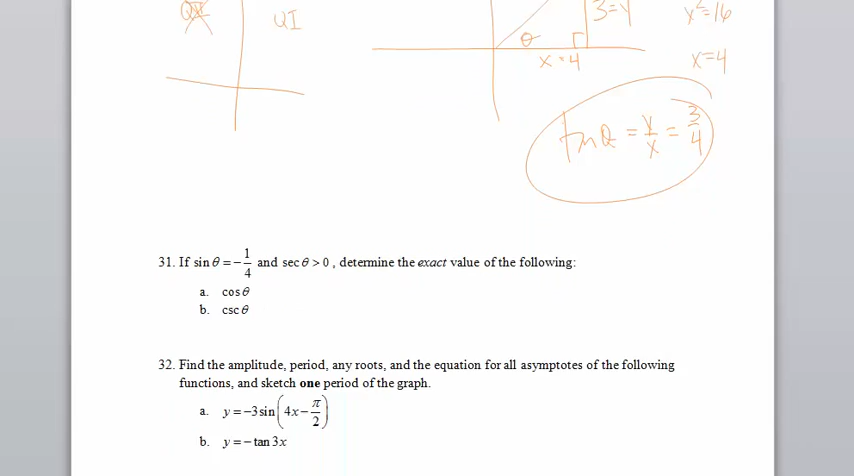 QI
3=y
x²=16
θ
x=4
x=4
tanθ = y/x = 3/4
31. If sin θ = -1/4 and sec θ > 0, determine the exact value of the following:
a. cos θ
b. csc θ
32. Find the amplitude, period, any roots, and the equation for all asymptotes of the following
functions, and sketch one period of the graph.
a. y = -3 sin(4x - π/2)
b. y = - tan 3x